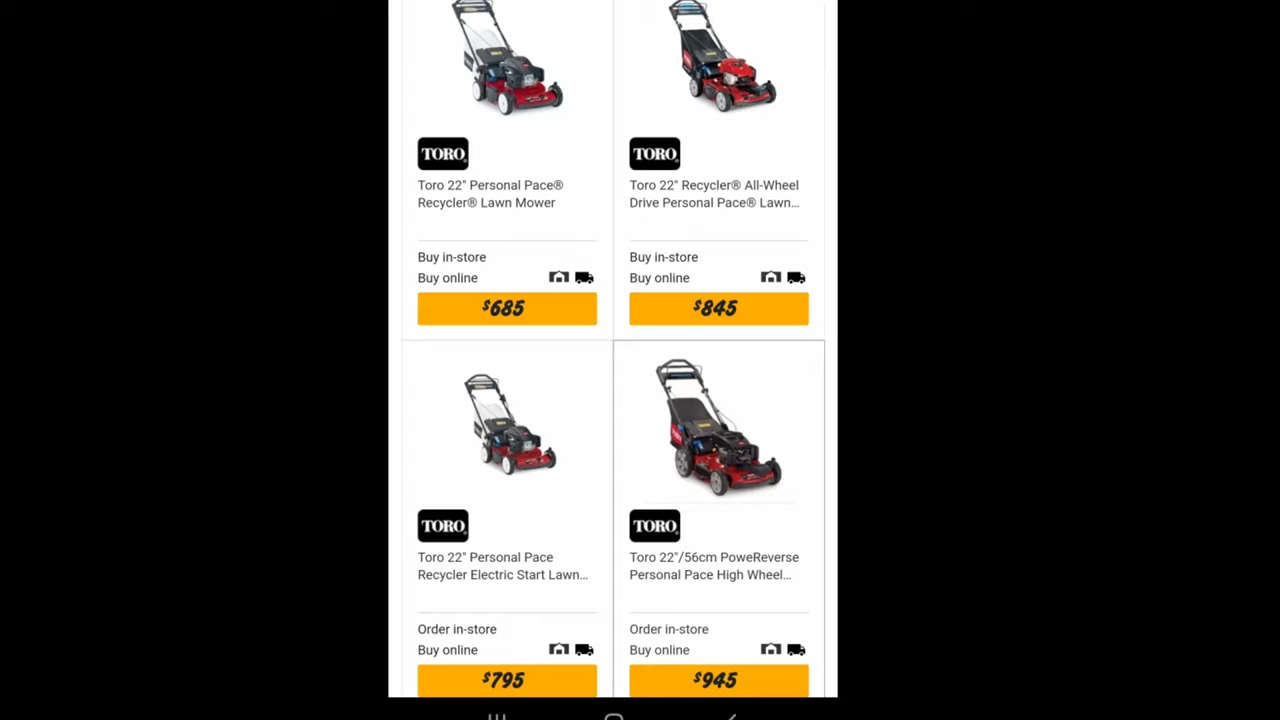 TORO
Toro 22" Personal Pace®
Recycler® Lawn Mower
Buy in-store
Buy online
$685
TORO
Toro 22" Recycler® All-Wheel
Drive Personal Pace® Lawn...
Buy in-store
Buy online
$845
TORO
Toro 22" Personal Pace
Recycler Electric Start Lawn...
Order in-store
Buy online
$795
TORO
Toro 22"/56cm PoweReverse
Personal Pace High Wheel...
Order in-store
Buy online
$945